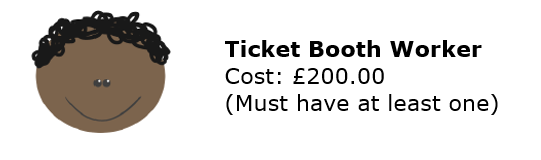 Ticket Booth Worker
Cost: £200.00
(Must have at least one)